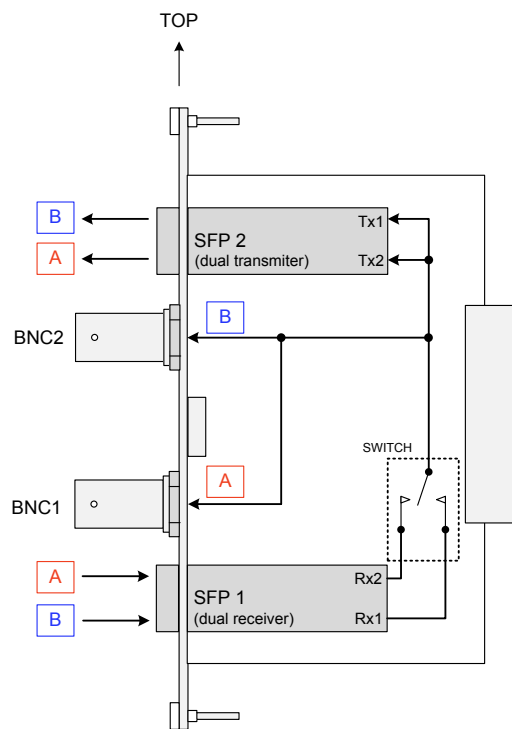 TOP
B
Tx1
SFP 2
A
(dual transmiter)
Tx2
B
BNC2
SWITCH
A
BNC1
A
Rx2
SFP 1
B
(dual receiver)
Rx1